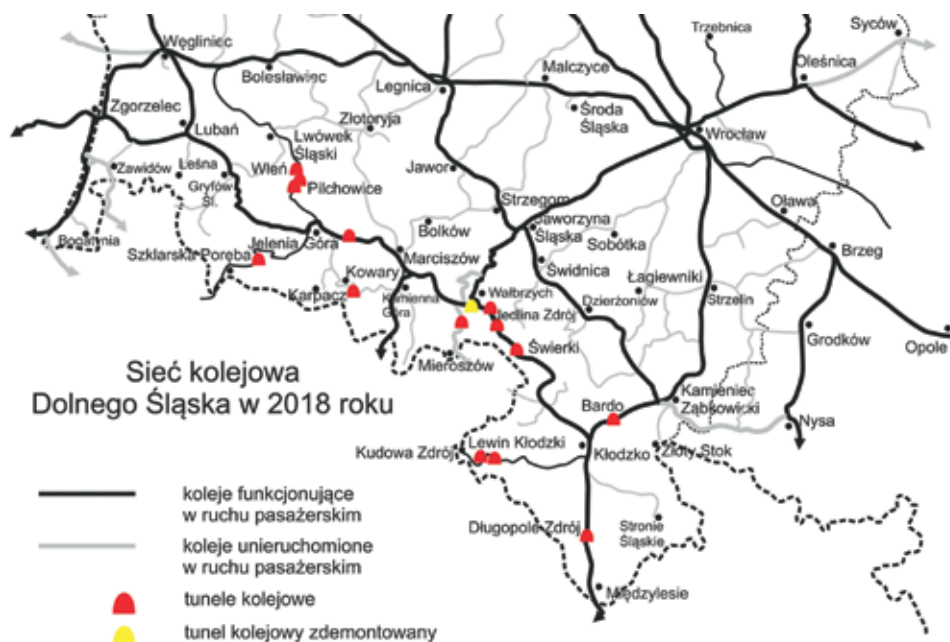 Syców
Trzebnica
Węgliniec
Oleśnica
Bolesławiec
Malczyce
Legnica
Zgorzelec
Środa
Śląska
Złotoryja
Lubań
Wrocław
Lwówek
Śląski
Zawidów
Leśna
Wleń
Jawor
Gryfów
Śl.
Pilchowice
Strzegom
Oława
Bogatynia
Jelenia Góra
Bolków
Jaworzyna
Śląska
Sobótka
Brzeg
Szklarska Poręba
Marciszów
Kowary
Świdnica
Łagiewniki
Karpacz
Kamienna
Góra
Wałbrzych
Dzierżoniów
Strzelin
Jedlina Zdrój
Grodków
Opole
Świerki
Mieroszów
Sieć kolejowa
Dolnego Śląska w 2018 roku
Bardo
Kamieniec
Ząbkowicki
Nysa
Kudowa Zdrój
Lewin Kłodzki
Kłodzko
Złoty Stok
koleje funkcjonujące
w ruchu pasażerskim
Długopole Zdrój
Stronie
Śląskie
koleje unieruchomione
w ruchu pasażerskim
Międzylesie
tunele kolejowe
tunel kolejowy zdemontowany